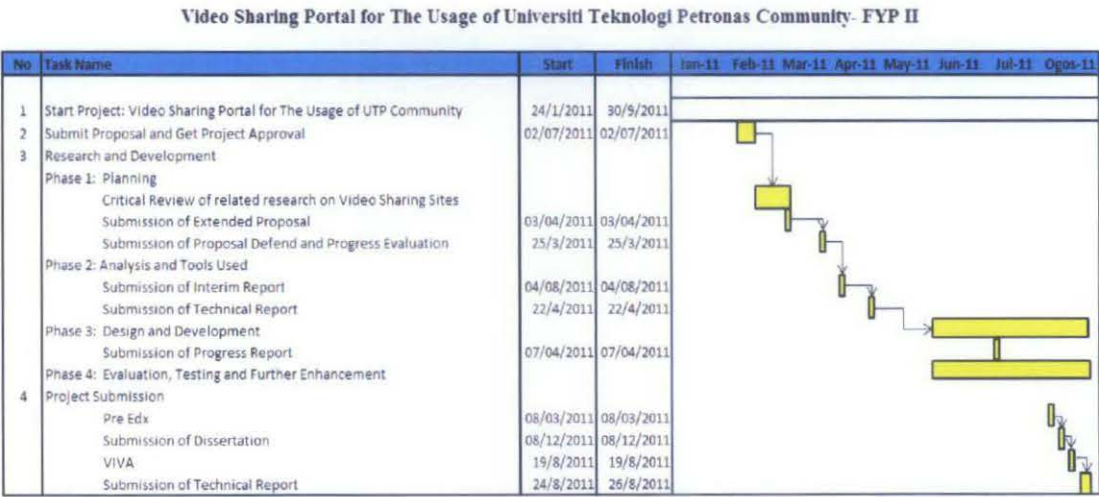 Video Sharing Portal for The Usage of Universiti Teknologi Petronas Community- FYP II
No Task Name Start Finish Jan-11 Feb-11 Mar-11 Apr-11 May-11 Jun-11 Jul-11 Ogos-11
1 Start Project: Video Sharing Portal for The Usage of UTP Community 24/1/2011 30/9/2011
2 Submit Proposal and Get Project Approval 02/07/2011 02/07/2011
3 Research and Development
Phase 1: Planning
Critical Review of related research on Video Sharing Sites
Submission of Extended Proposal 03/04/2011 03/04/2011
Submission of Proposal Defend and Progress Evaluation 25/3/2011 25/3/2011
Phase 2: Analysis and Tools Used
Submission of Interim Report 04/08/2011 04/08/2011
Submission of Technical Report 22/4/2011 22/4/2011
Phase 3: Design and Development
Submission of Progress Report 07/04/2011 07/04/2011
Phase 4: Evaluation, Testing and Further Enhancement
4 Project Submission
Pre Edx 08/03/2011 08/03/2011
Submission of Dissertation 08/12/2011 08/12/2011
VIVA 19/8/2011 19/8/2011
Submission of Technical Report 24/8/2011 26/8/2011